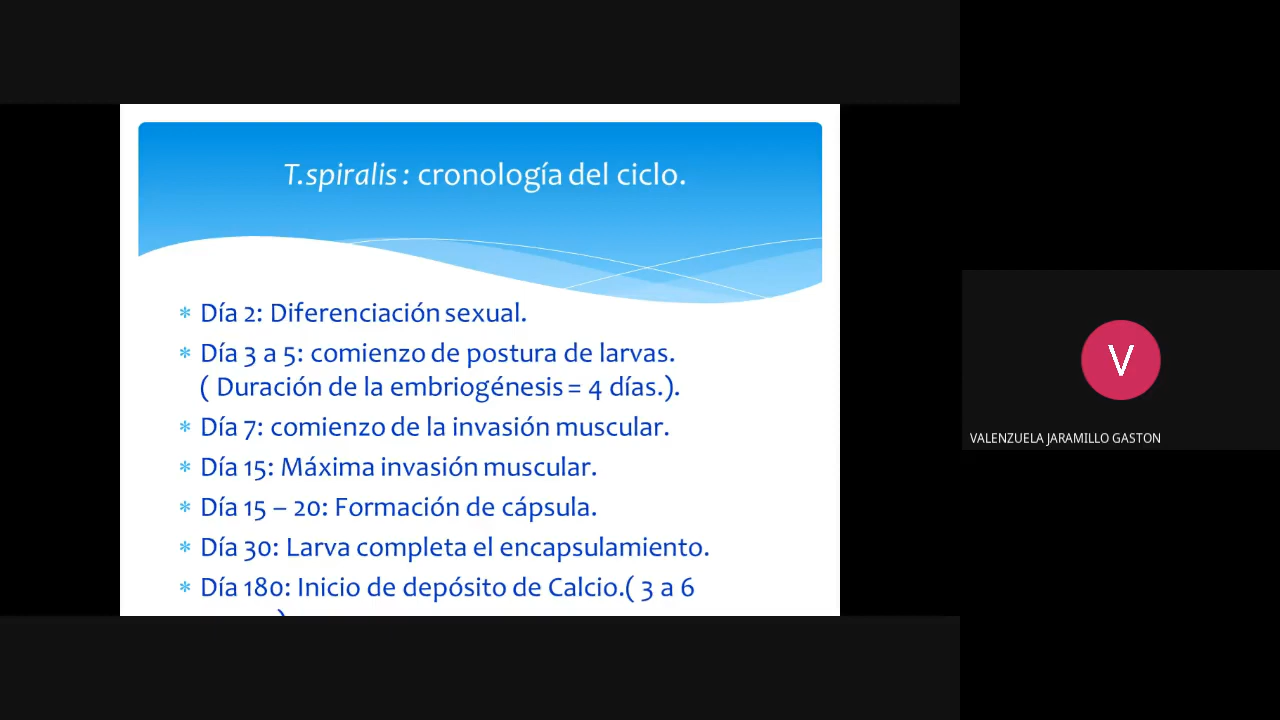 T.spiralis : cronología del ciclo.
* Día 2: Diferenciación sexual.
* Día 3 a 5: comienzo de postura de larvas.
( Duración de la embriogénesis = 4 días.).
* Día 7: comienzo de la invasión muscular.
* Día 15: Máxima invasión muscular.
* Día 15 – 20: Formación de cápsula.
* Día 30: Larva completa el encapsulamiento.
* Día 180: Inicio de depósito de Calcio.( 3 a 6
V
VALENZUELA JARAMILLO GASTON